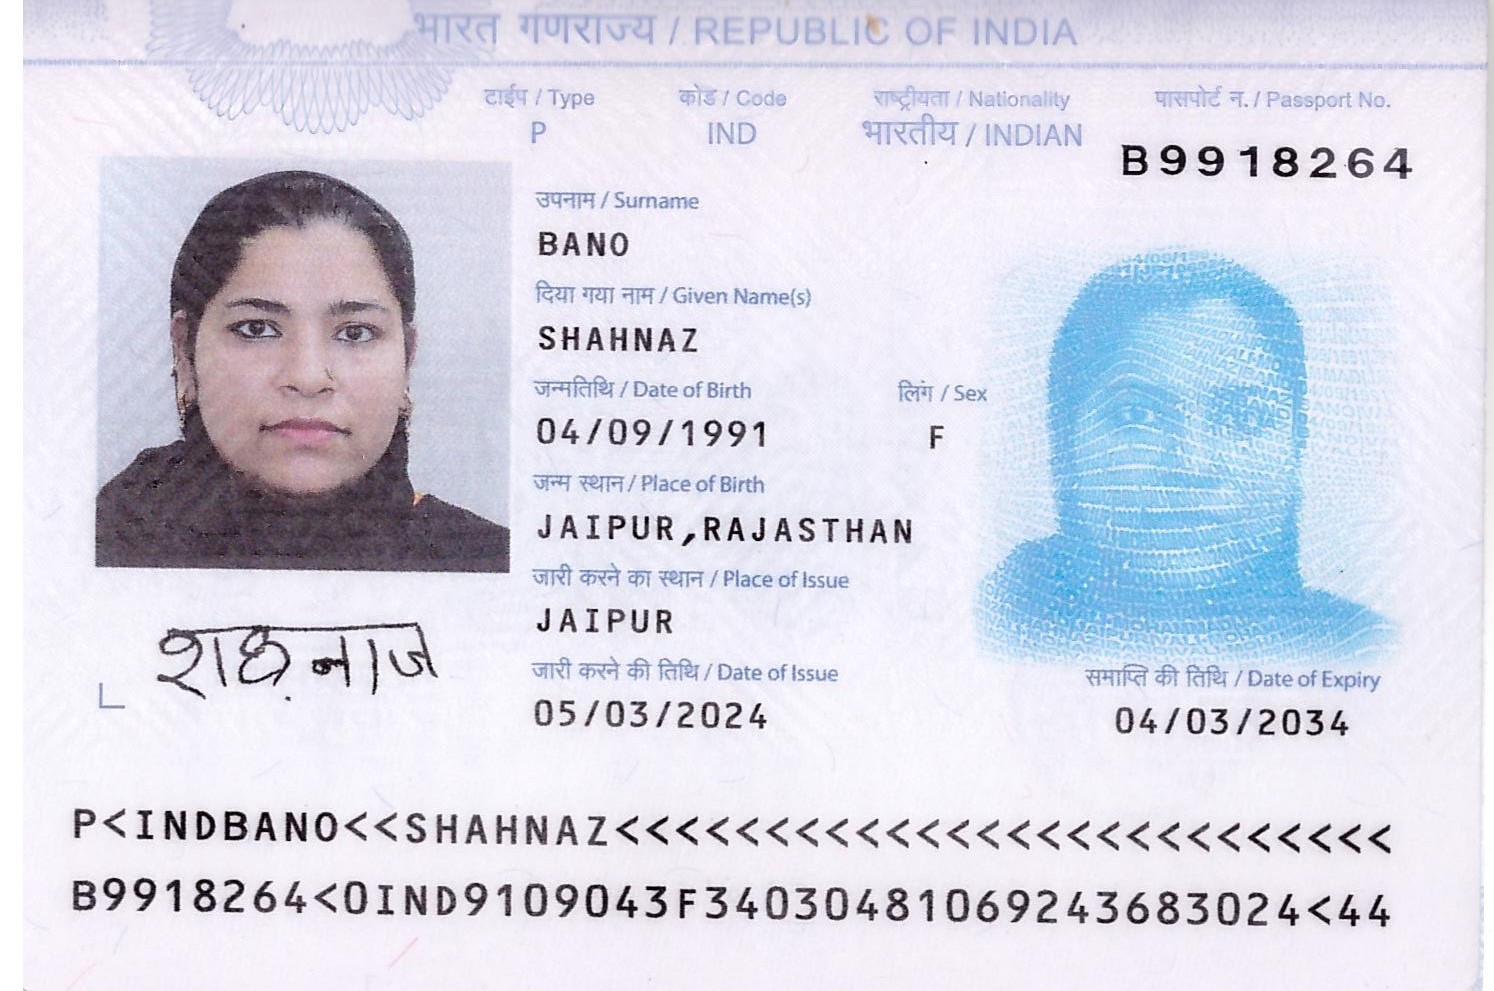 भारत गणराज्य / REPUBLIC OF INDIA
टाईप / Type कोड / Code राष्ट्रीयता / Nationality पासपोर्ट न. / Passport No.
P IND भारतीय / INDIAN B9918264
उपनाम / Surname
BANO
दिया गया नाम / Given Name(s)
SHAHNAZ
जन्मतिथि / Date of Birth लिंग / Sex
04/09/1991 F
जन्म स्थान / Place of Birth
JAIPUR,RAJASTHAN
जारी करने का स्थान / Place of Issue
JAIPUR
शहनाज
जारी करने की तिथि / Date of Issue समाप्ति की तिथि / Date of Expiry
05/03/2024 04/03/2034
P<INDBANO<<SHAHNAZ<<<<<<<<<<<<<<<<<<<<<<<<<<
B9918264<0IND9109043F34030481069243683024<44